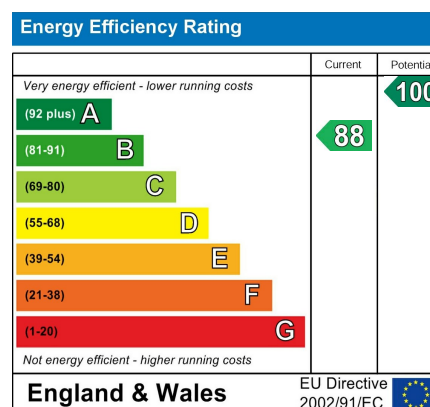 Energy Efficiency Rating
Current
Potentia
Very energy efficient - lower running costs
100
(92 plus) A
(81-91) B
88
(69-80) C
(55-68) D
(39-54) E
(21-38) F
(1-20) G
Not energy efficient - higher running costs
England & Wales
EU Directive
2002/91/EC